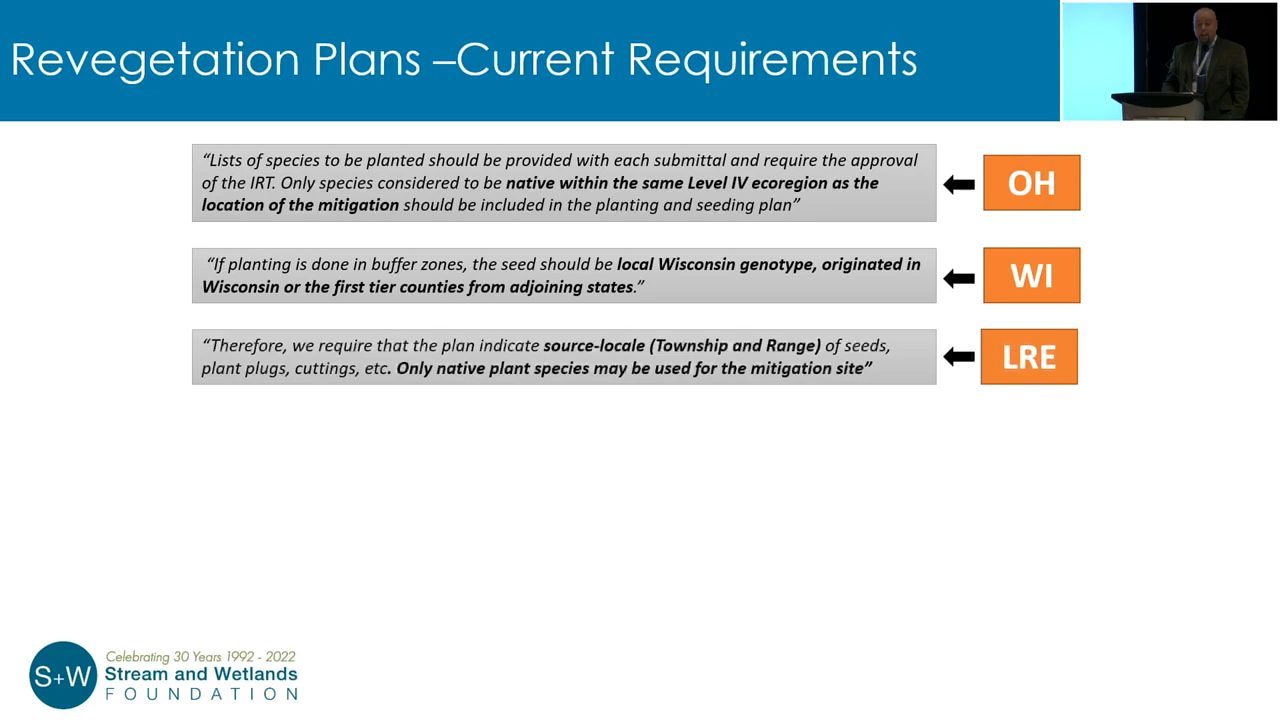 Revegetation Plans –Current Requirements
“Lists of species to be planted should be provided with each submittal and require the approval
of the IRT. Only species considered to be native within the same Level IV ecoregion as the
location of the mitigation should be included in the planting and seeding plan”
OH
“If planting is done in buffer zones, the seed should be local Wisconsin genotype, originated in
Wisconsin or the first tier counties from adjoining states.”
WI
“Therefore, we require that the plan indicate source-locale (Township and Range) of seeds,
plant plugs, cuttings, etc. Only native plant species may be used for the mitigation site”
LRE
S+W
Celebrating 30 Years 1992 - 2022
Stream and Wetlands
FOUNDATION